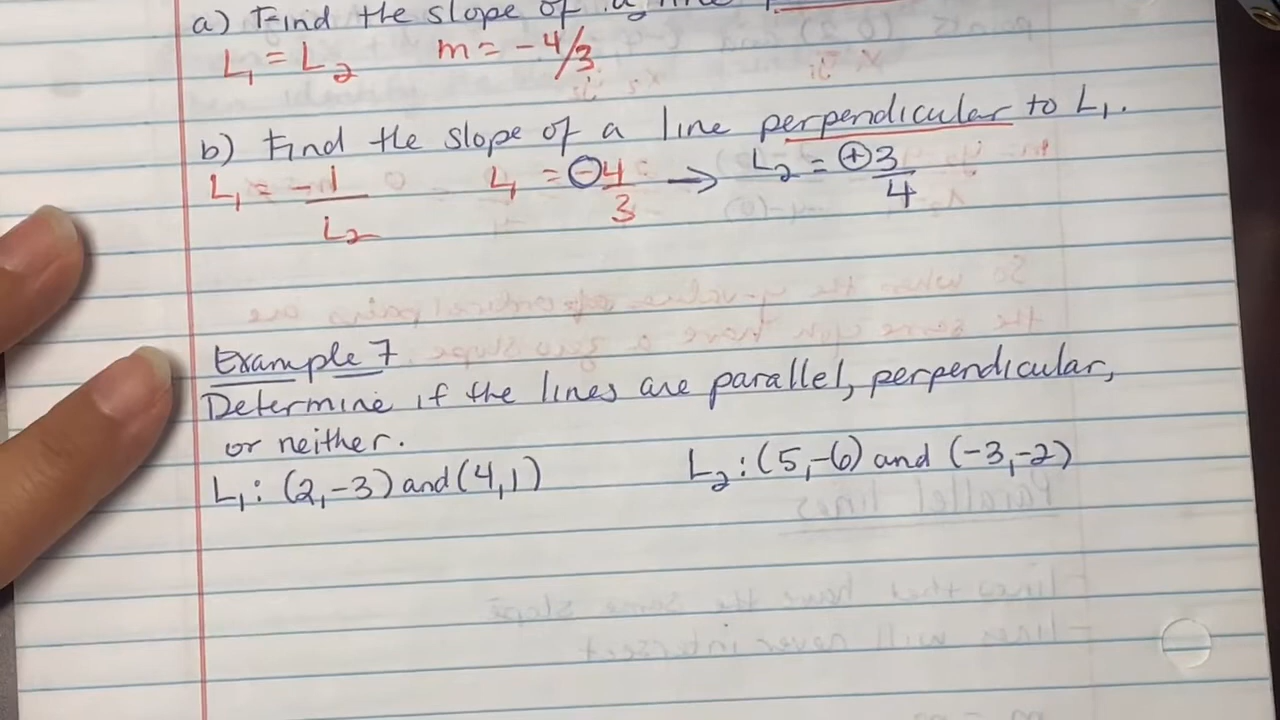 a) Find the slope of a line
L₁ = L₂ m = -4/3
b) Find the slope of a line perpendicular to L₁.
L₁ = -1/L₂ L₁ = -4/3 → L₂ = +3/4
Example 7
Determine if the lines are parallel, perpendicular,
or neither.
L₁: (2,-3) and (4,1) L₂: (5,-6) and (-3,-2)